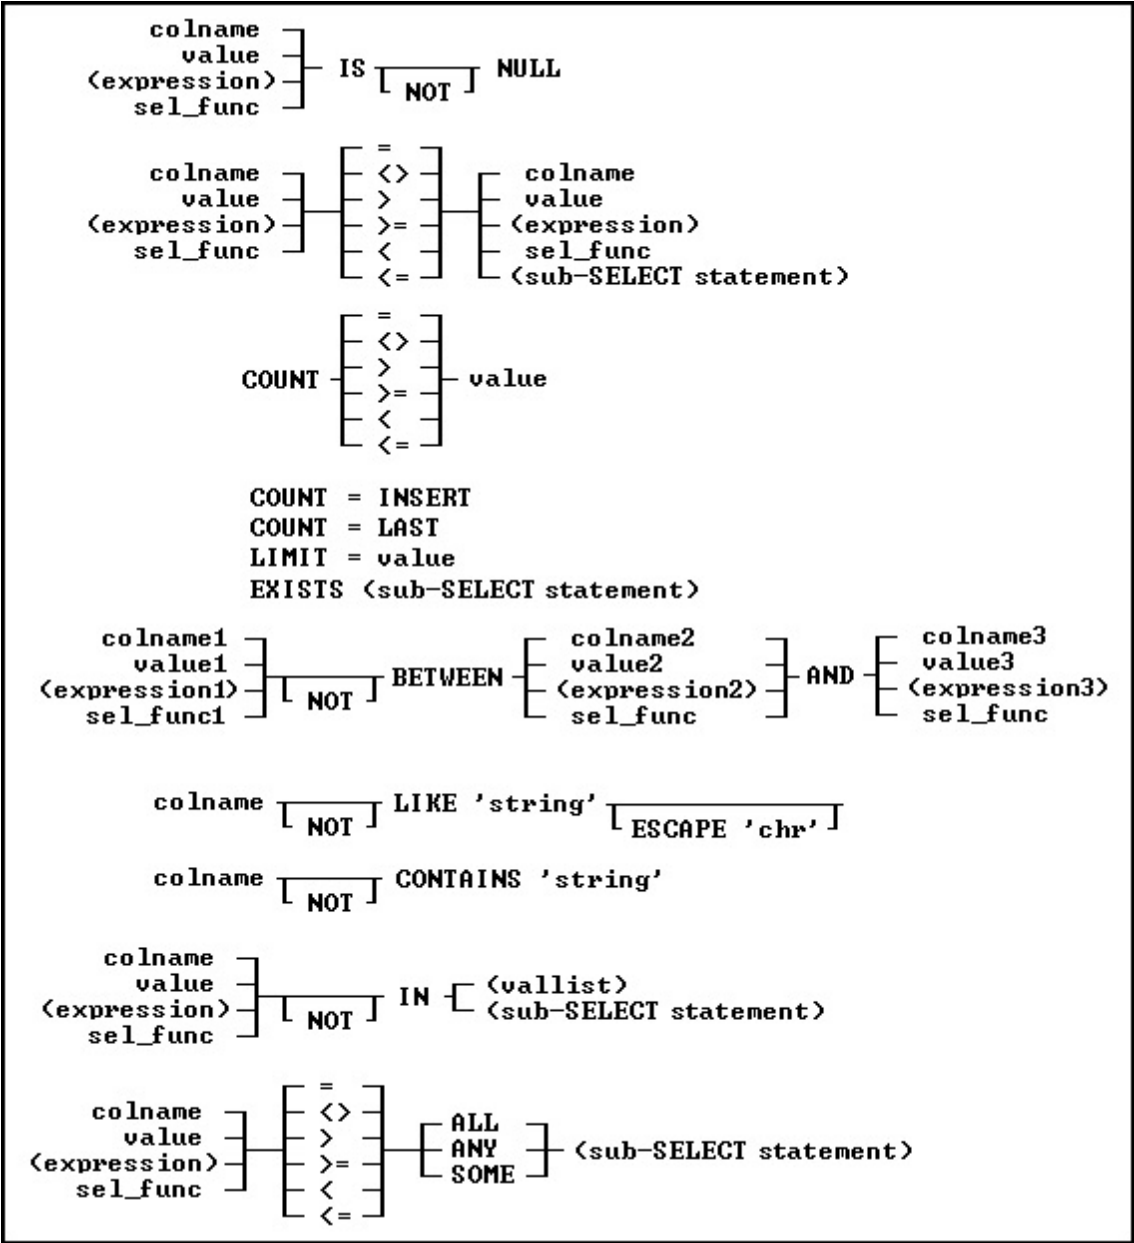 colname
value
(expression)
sel_func
IS NOT NULL
colname = colname
value <> value
(expression) > (expression)
sel_func >= sel_func
< (sub-SELECT statement)
<=
=
<>
>
COUNT >= value
<
<=
COUNT = INSERT
COUNT = LAST
LIMIT = value
EXISTS (sub-SELECT statement)
colname1 colname2 colname3
value1 value2 value3
(expression1) NOT BETWEEN (expression2) AND (expression3)
sel_func1 sel_func sel_func
colname NOT LIKE 'string' ESCAPE 'chr'
colname NOT CONTAINS 'string'
colname
value (vallist)
(expression) NOT IN (sub-SELECT statement)
sel_func
=
colname <> ALL
value > ANY (sub-SELECT statement)
(expression) >= SOME
sel_func <
<=